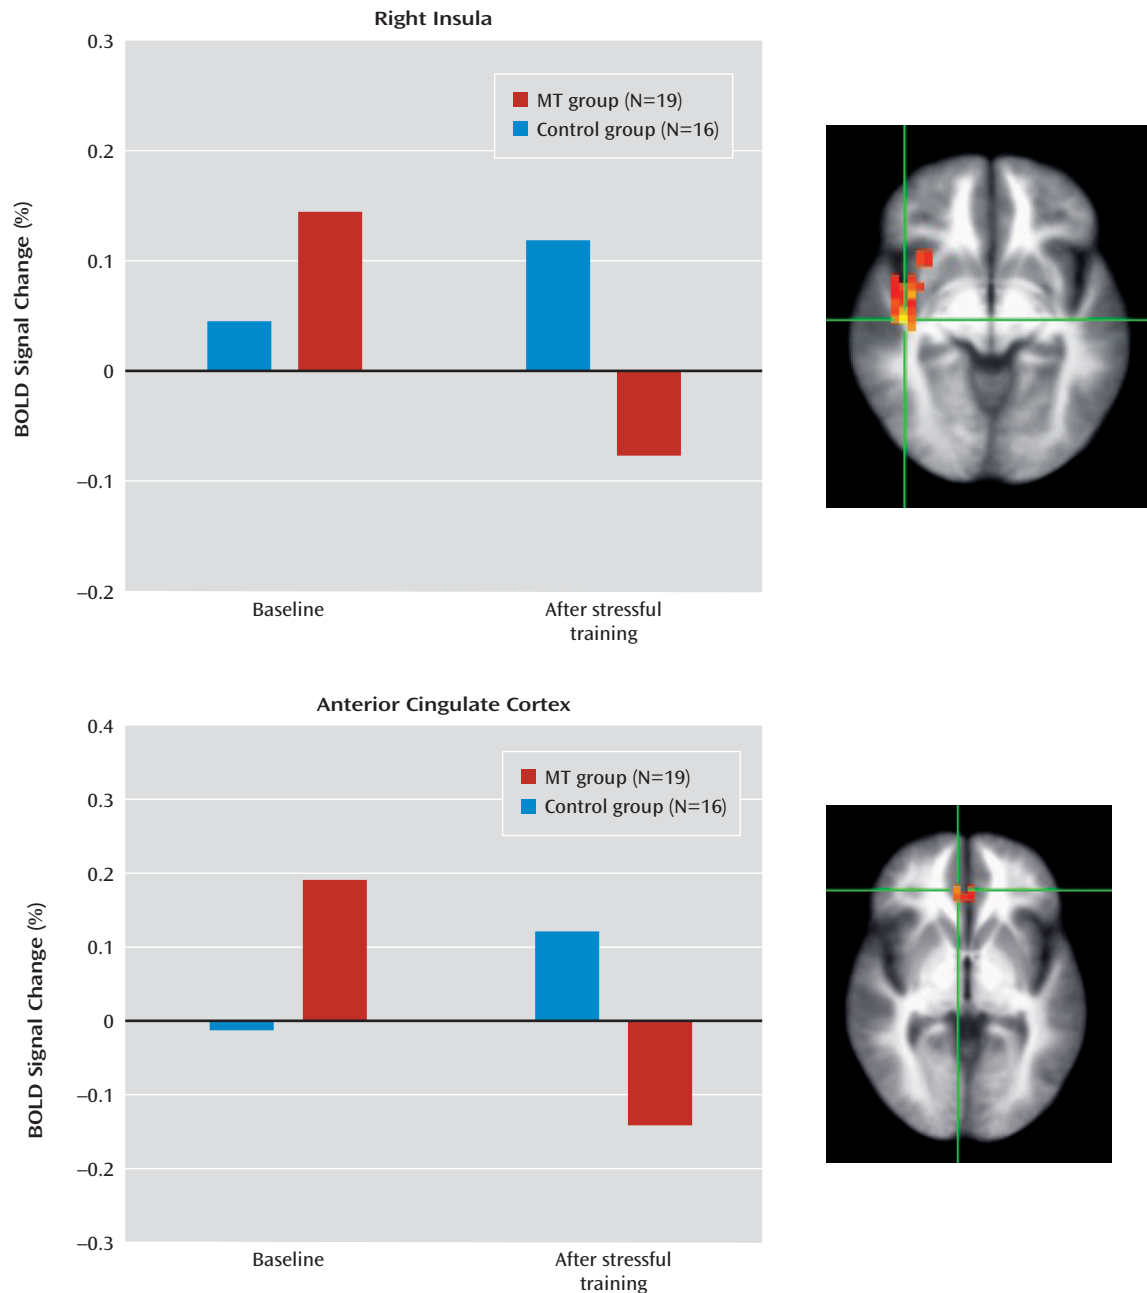 Right Insula
0.3
MT group (N=19)
Control group (N=16)
0.2
0.1
0
–0.1
–0.2
BOLD Signal Change (%)
Baseline
After stressful
training
Anterior Cingulate Cortex
0.4
MT group (N=19)
Control group (N=16)
0.3
0.2
0.1
0
–0.1
–0.2
–0.3
BOLD Signal Change (%)
Baseline
After stressful
training